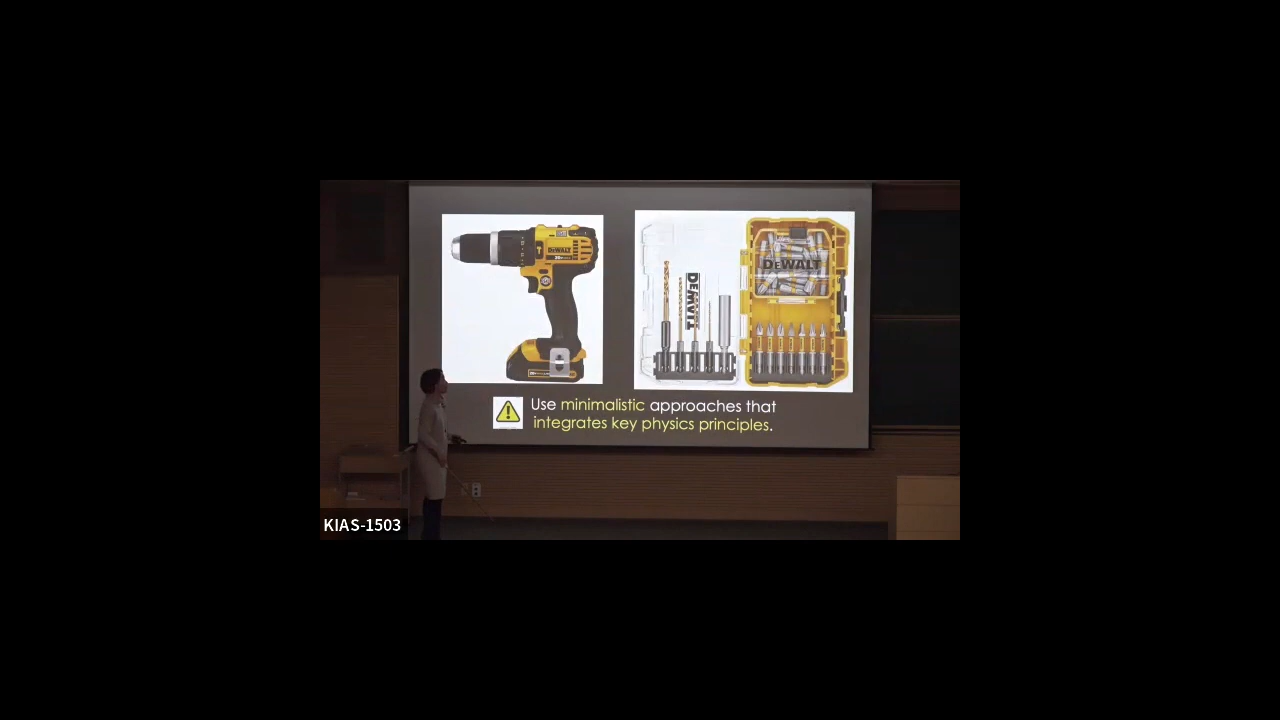 DEWALT
DEWALT
DEWALT
Use minimalistic approaches that
integrates key physics principles.
KIAS-1503